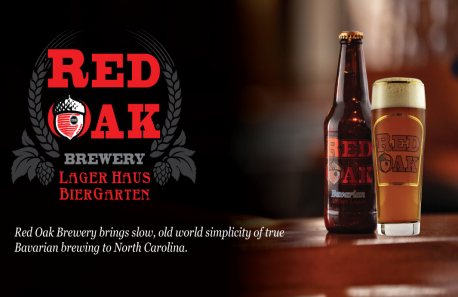 RED
OAK
BREWERY
LAGER HAUS
BIERGARTEN
Red Oak Brewery brings slow, old world simplicity of true
Bavarian brewing to North Carolina.
RED
OAK
Bavarian
RED
OAK